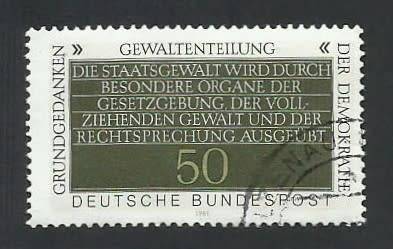 » GEWALTENTEILUNG «
GRUNDGEDANKEN
DER DEMOKRATIE
DIE STAATSGEWALT WIRD DURCH
BESONDERE ORGANE DER
GESETZGEBUNG, DER VOLL-
ZIEHENDEN GEWALT UND DER
RECHTSPRECHUNG AUSGEÜBT
50
DEUTSCHE BUNDESPOST
1981